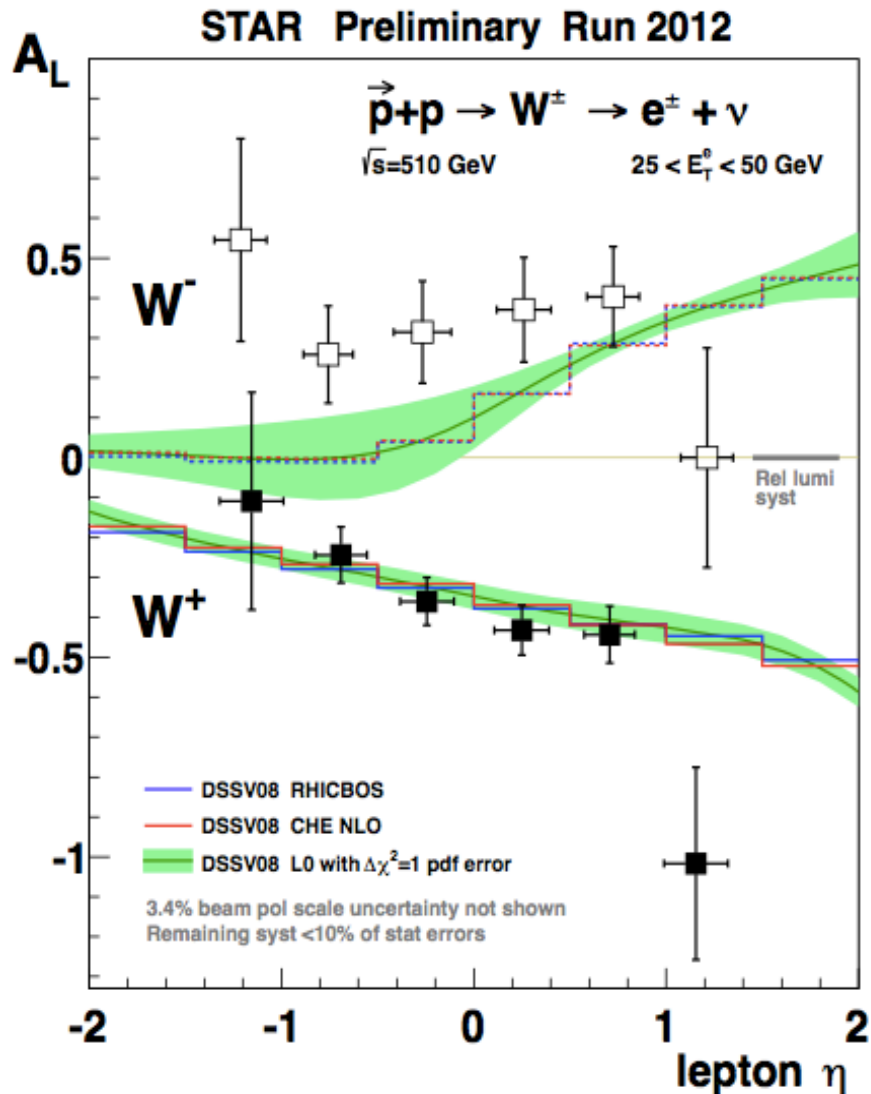 STAR Preliminary Run 2012
A_L
p+p → W± → e± + ν
√s=510 GeV
25 < E_T^e < 50 GeV
0.5
W-
0
Rel lumi
syst
W+
-0.5
DSSV08 RHICBOS
DSSV08 CHE NLO
-1
DSSV08 L0 with Δχ²=1 pdf error
3.4% beam pol scale uncertainty not shown
Remaining syst <10% of stat errors
-2
-1
0
1
2
lepton η